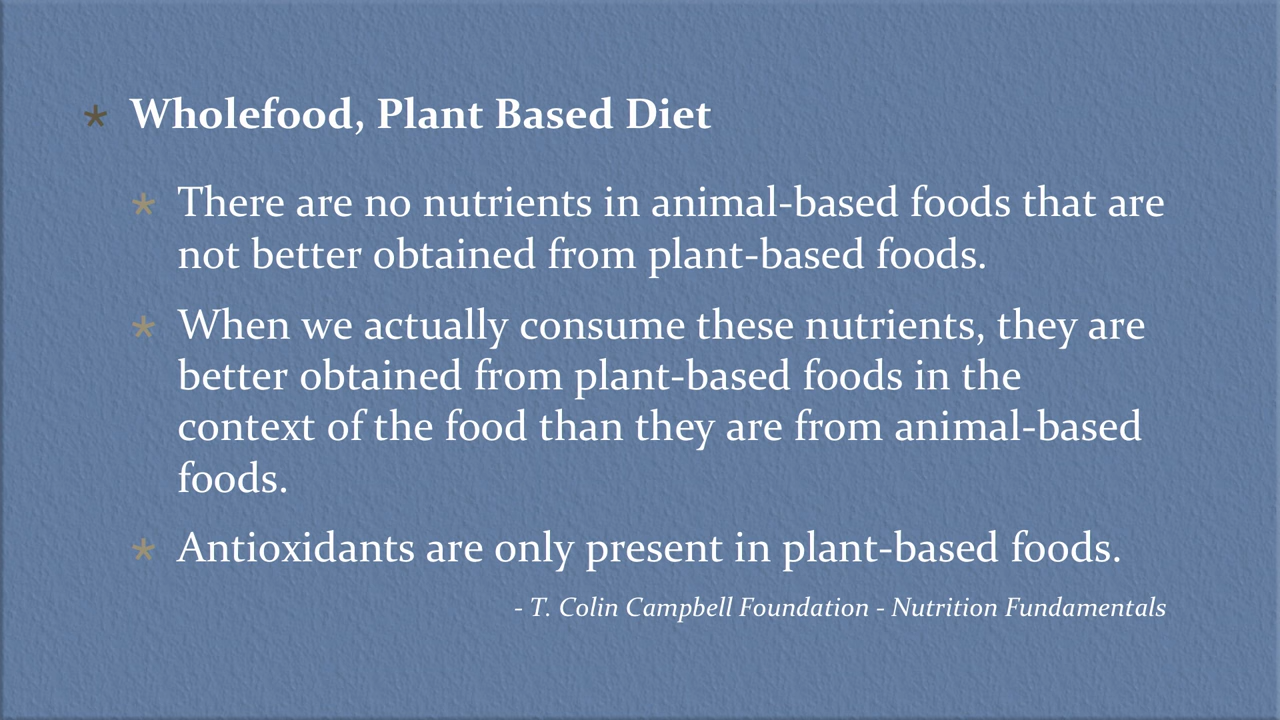 * Wholefood, Plant Based Diet
* There are no nutrients in animal-based foods that are
not better obtained from plant-based foods.
* When we actually consume these nutrients, they are
better obtained from plant-based foods in the
context of the food than they are from animal-based
foods.
* Antioxidants are only present in plant-based foods.
- T. Colin Campbell Foundation - Nutrition Fundamentals